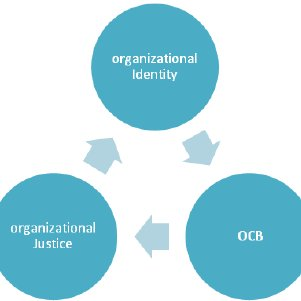 organizational
Identity
organizational
Justice
OCB